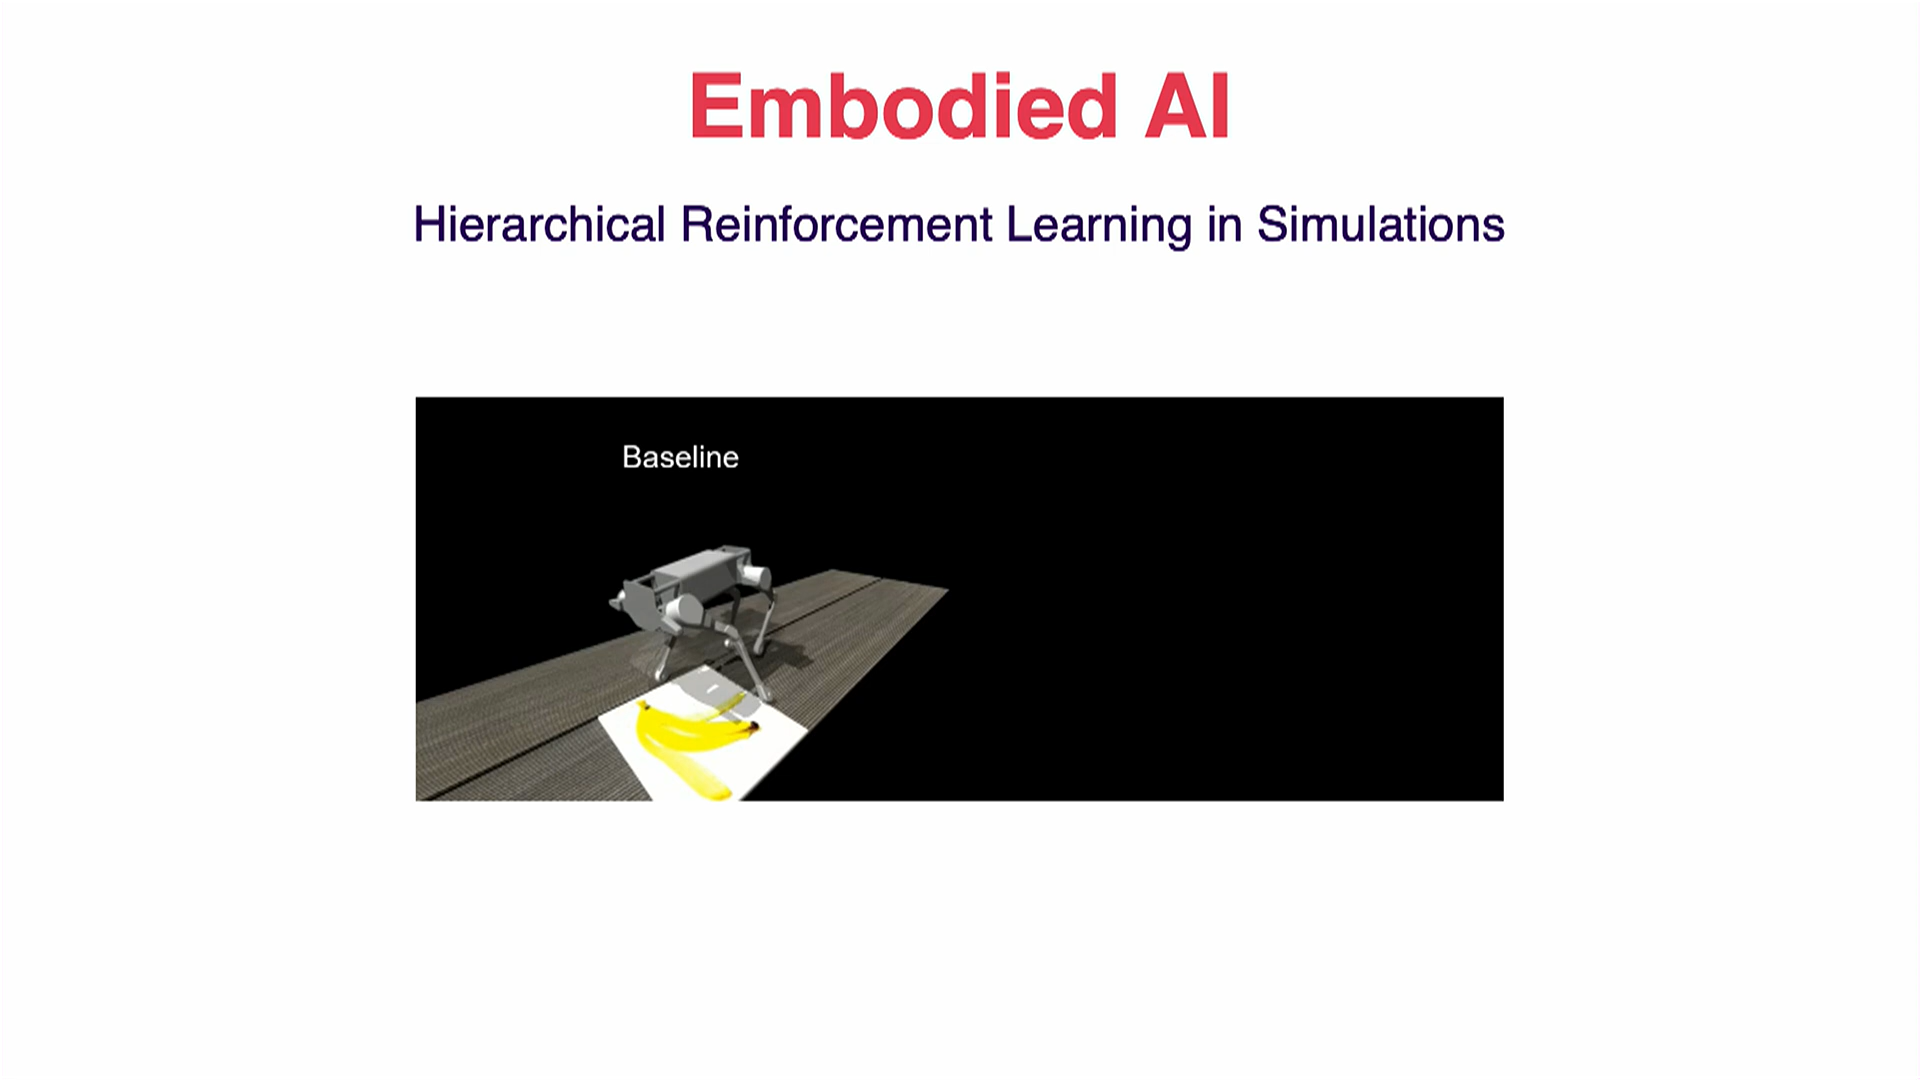 Embodied AI
Hierarchical Reinforcement Learning in Simulations
Baseline